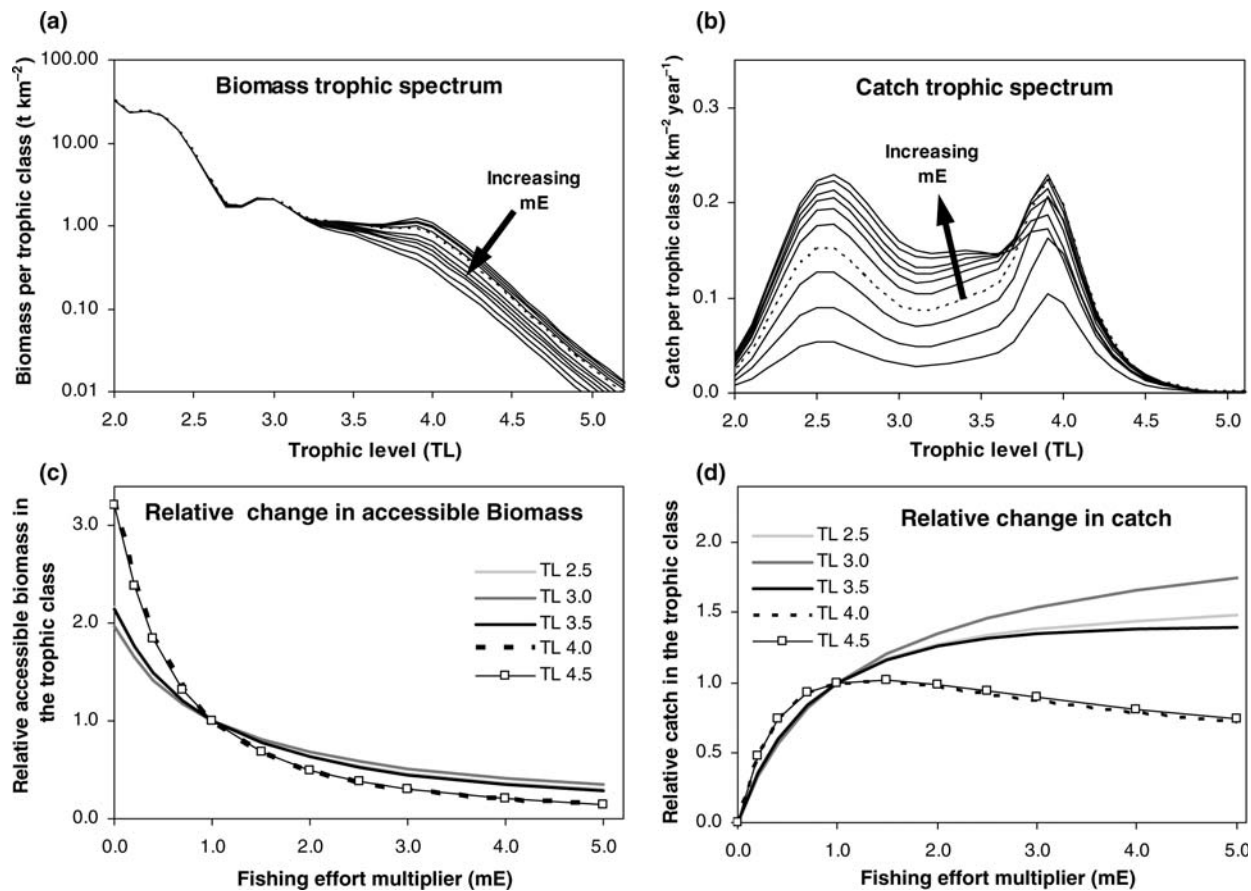 (a)
Biomass trophic spectrum
Increasing
mE
Biomass per trophic class (t km⁻²)
100.00
10.00
1.00
0.10
0.01
2.0 2.5 3.0 3.5 4.0 4.5 5.0
Trophic level (TL)
(b)
Catch trophic spectrum
Increasing
mE
Catch per trophic class (t km⁻² year⁻¹)
0.3
0.2
0.1
0.0
2.0 2.5 3.0 3.5 4.0 4.5 5.0
Trophic level (TL)
(c)
Relative change in accessible Biomass
Relative accessible biomass in
the trophic class
3.0
2.0
1.0
0.0
TL 2.5
TL 3.0
TL 3.5
TL 4.0
TL 4.5
0.0 1.0 2.0 3.0 4.0 5.0
Fishing effort multiplier (mE)
(d)
Relative change in catch
Relative catch in the trophic class
2.0
1.5
1.0
0.5
0.0
TL 2.5
TL 3.0
TL 3.5
TL 4.0
TL 4.5
0.0 1.0 2.0 3.0 4.0 5.0
Fishing effort multiplier (mE)